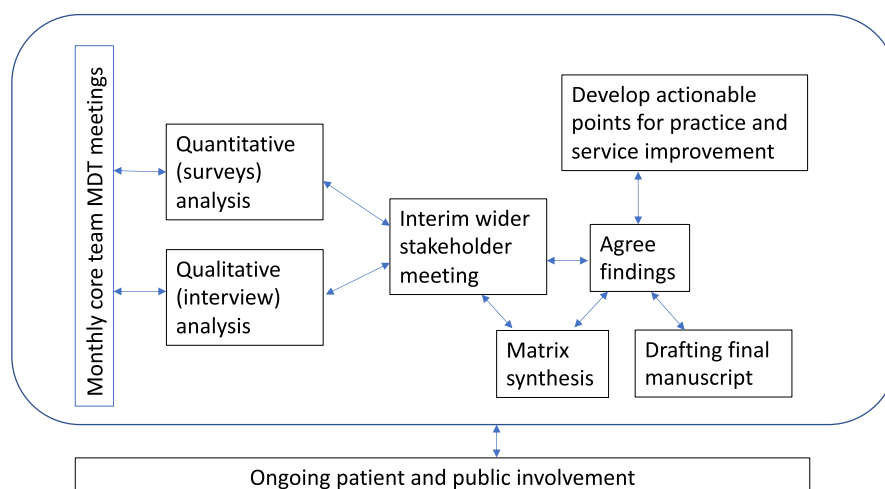 Monthly core team MDT meetings
Quantitative
(surveys)
analysis
Qualitative
(interview)
analysis
Interim wider
stakeholder
meeting
Develop actionable
points for practice and
service improvement
Agree
findings
Matrix
synthesis
Drafting final
manuscript
Ongoing patient and public involvement